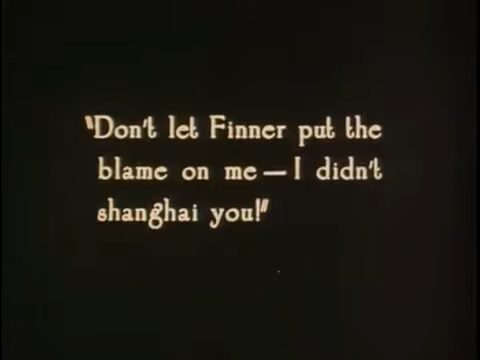 "Don't let Finner put the
blame on me — I didn't
shanghai you!"